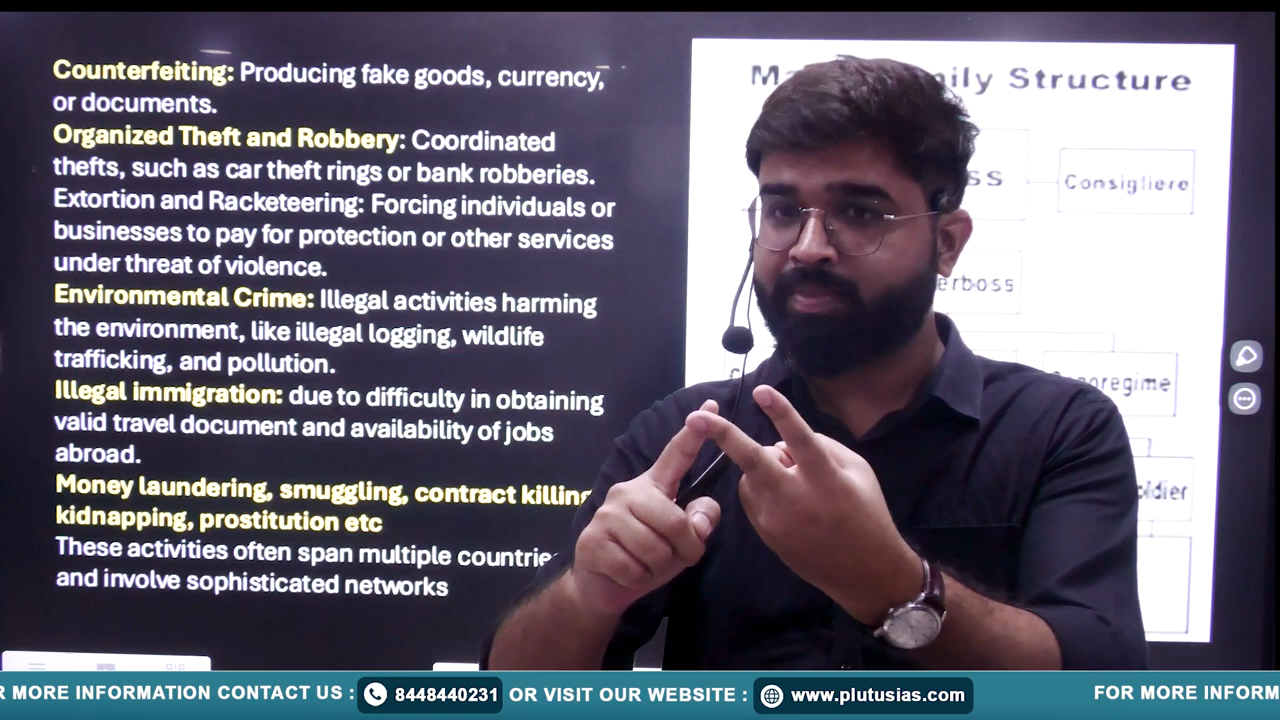 Counterfeiting: Producing fake goods, currency,
or documents.
Organized Theft and Robbery: Coordinated
thefts, such as car theft rings or bank robberies.
Extortion and Racketeering: Forcing individuals or
businesses to pay for protection or other services
under threat of violence.
Environmental Crime: Illegal activities harming
the environment, like illegal logging, wildlife
trafficking, and pollution.
Illegal immigration: due to difficulty in obtaining
valid travel document and availability of jobs
abroad.
Money laundering, smuggling, contract killing
kidnapping, prostitution etc
These activities often span multiple countrie
and involve sophisticated networks
Structure
Consigliere
R MORE INFORMATION CONTACT US : 8448440231 OR VISIT OUR WEBSITE : www.plutusias.com FOR MORE INFORM